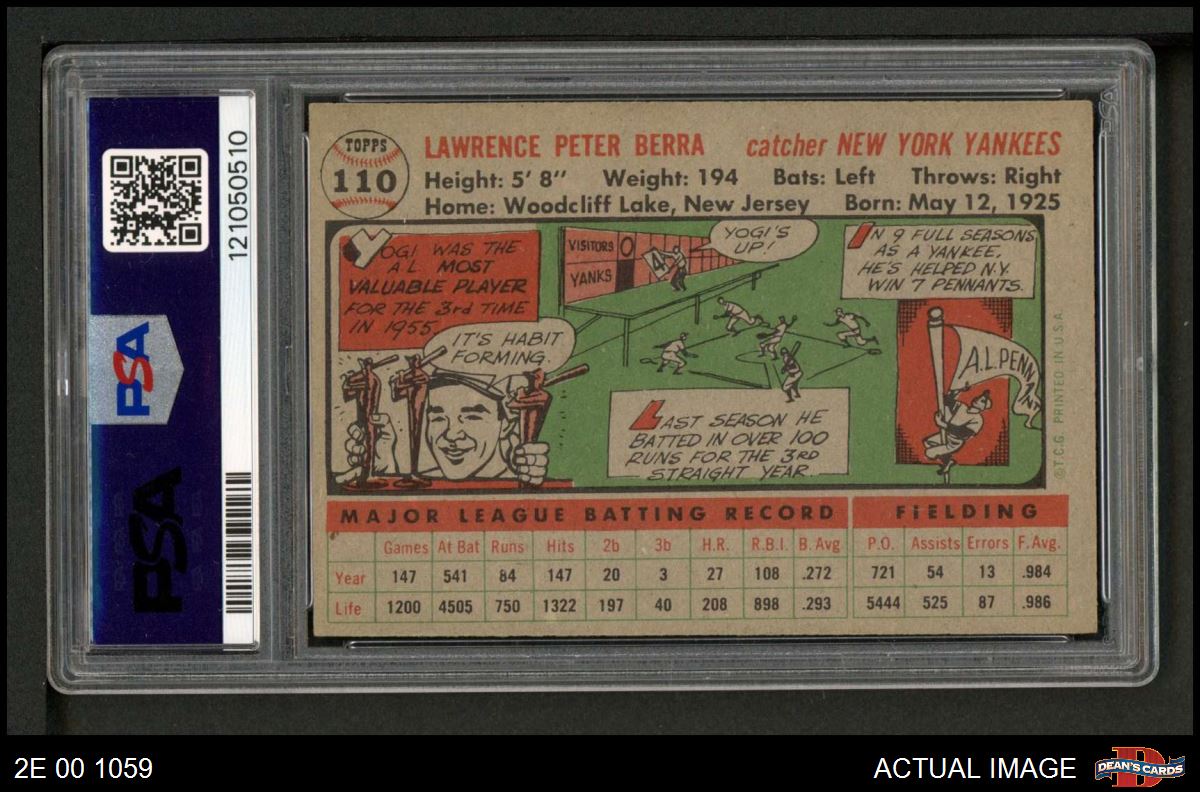 121050510
PSA
PSA
TOPPS
110
LAWRENCE PETER BERRA catcher NEW YORK YANKEES
Height: 5' 8" Weight: 194 Bats: Left Throws: Right
Home: Woodcliff Lake, New Jersey Born: May 12, 1925
YOGI WAS THE
A.L. MOST
VALUABLE PLAYER
FOR THE 3rd TIME
IN 1955
IT'S HABIT
FORMING.
VISITORS 0
YANKS 4
YOGI'S
UP!
LAST SEASON HE
BATTED IN OVER 100
RUNS FOR THE 3RD
STRAIGHT YEAR.
IN 9 FULL SEASONS
AS A YANKEE,
HE'S HELPED N.Y.
WIN 7 PENNANTS.
A.L. PENNANT
©T.C.G. PRINTED IN U.S.A.
MAJOR LEAGUE BATTING RECORD FIELDING
Games At Bat Runs Hits 2b 3b H.R. R.B.I. B. Avg P.O. Assists Errors F. Avg.
Year 147 541 84 147 20 3 27 108 .272 721 54 13 .984
Life 1200 4505 750 1322 197 40 208 898 .293 5444 525 87 .986
2E 00 1059
ACTUAL IMAGE
DEAN'S CARDS